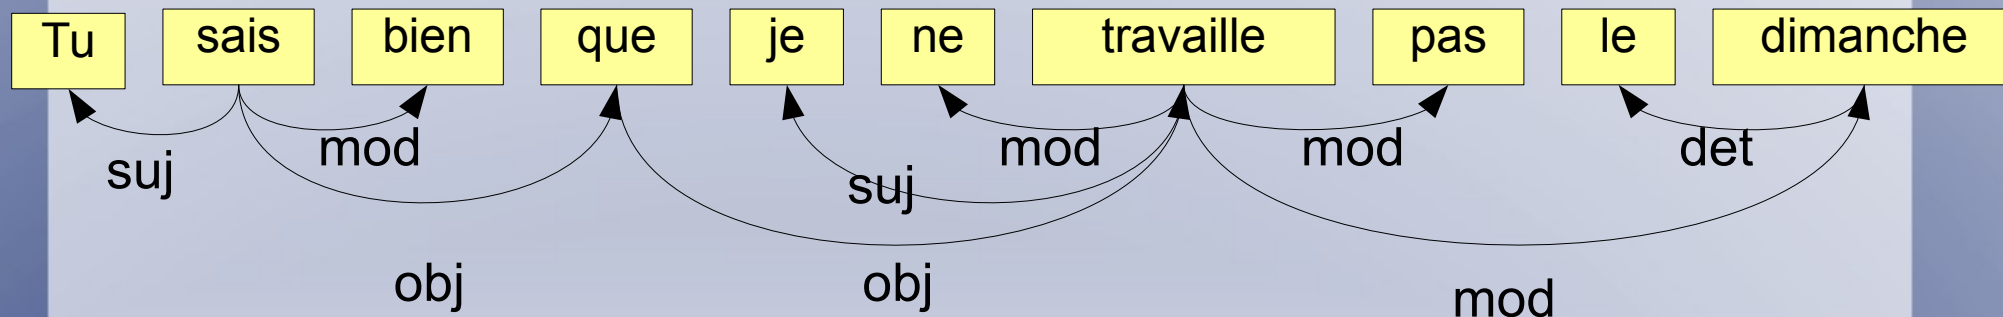 Tu sais bien que je ne travaille pas le dimanche
mod mod mod det
suj suj
obj obj mod